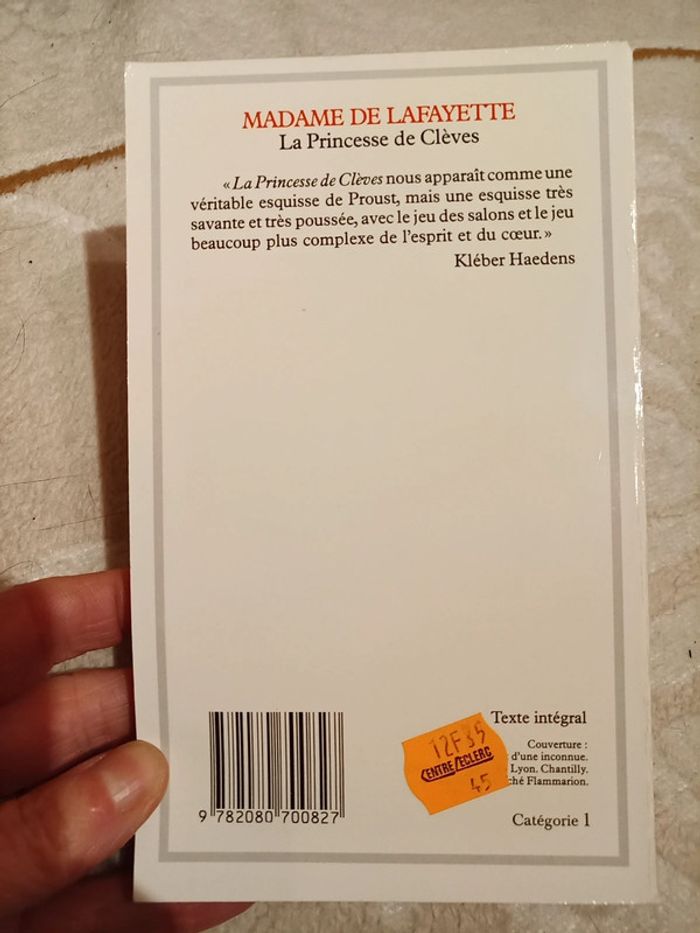 MADAME DE LAFAYETTE
La Princesse de Clèves
« La Princesse de Clèves nous apparaît comme une
véritable esquisse de Proust, mais une esquisse très
savante et très poussée, avec le jeu des salons et le jeu
beaucoup plus complexe de l'esprit et du cœur. »
Kléber Haedens
Texte intégral
Couverture :
d'une inconnue.
Lyon. Chantilly.
ché Flammarion.
Catégorie 1
12F35
CENTRE LECLERC
45
9 782080 700827